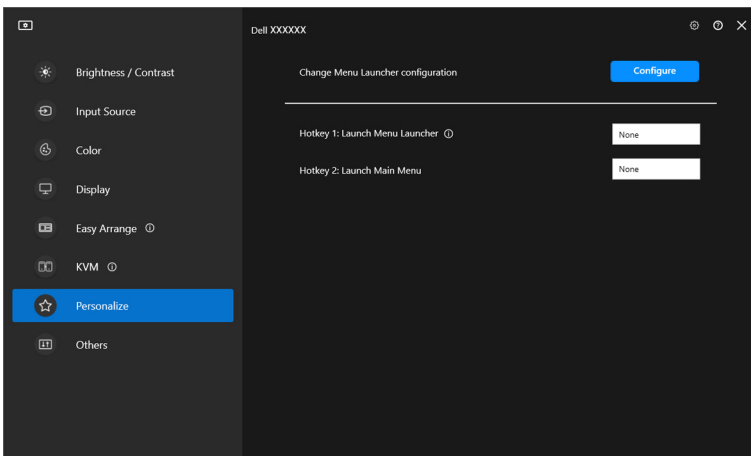 Dell XXXXXX
Brightness / Contrast
Input Source
Color
Display
Easy Arrange
KVM
Personalize
Others
Change Menu Launcher configuration
Configure
Hotkey 1: Launch Menu Launcher
None
Hotkey 2: Launch Main Menu
None